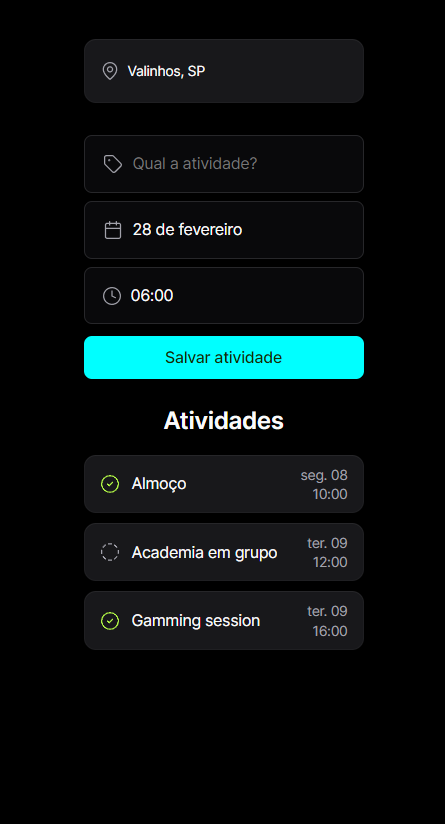 Valinhos, SP
Qual a atividade?
28 de fevereiro
06:00
Salvar atividade
Atividades
Almoço
seg. 08
10:00
Academia em grupo
ter. 09
12:00
Gamming session
ter. 09
16:00